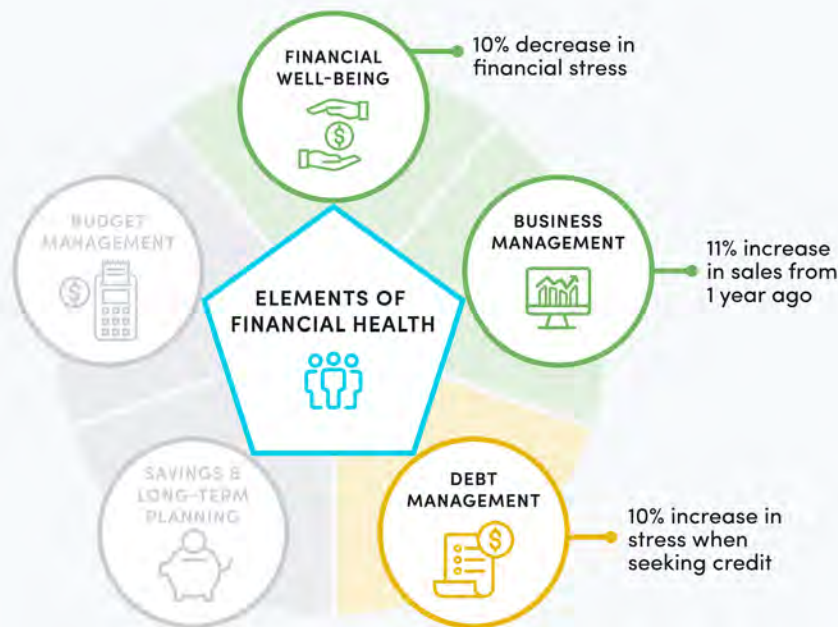 FINANCIAL
WELL-BEING
$
10% decrease in
financial stress
BUDGET
MANAGEMENT
$
BUSINESS
MANAGEMENT
11% increase
in sales from
1 year ago
ELEMENTS OF
FINANCIAL HEALTH
SAVINGS &
LONG-TERM
PLANNING
DEBT
MANAGEMENT
$
10% increase in
stress when
seeking credit